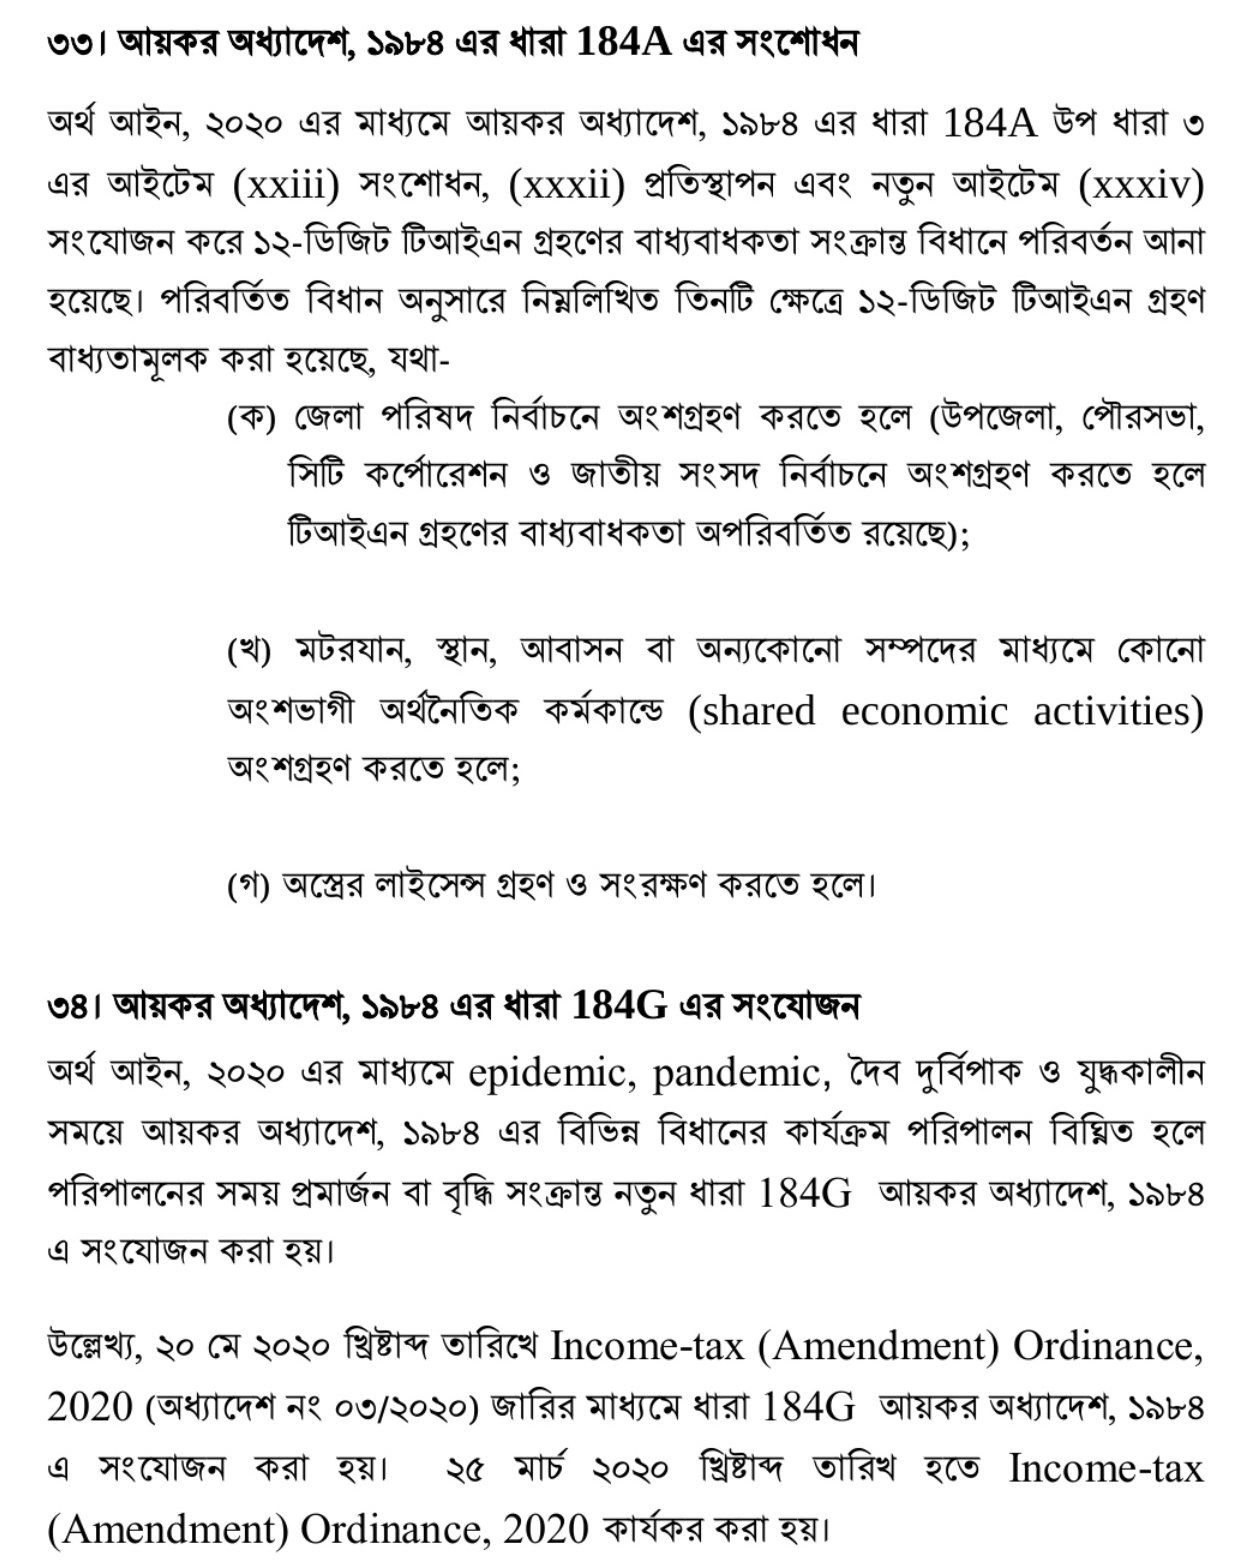 ৩৩। আয়কর অধ্যাদেশ, ১৯৮৪ এর ধারা 184A এর সংশোধন
অর্থ আইন, ২০২০ এর মাধ্যমে আয়কর অধ্যাদেশ, ১৯৮৪ এর ধারা 184A উপ ধারা ৩
এর আইটেম (xxiii) সংশোধন, (xxxii) প্রতিস্থাপন এবং নতুন আইটেম (xxxiv)
সংযোজন করে ১২-ডিজিট টিআইএন গ্রহণের বাধ্যবাধকতা সংক্রান্ত বিধানে পরিবর্তন আনা
হয়েছে। পরিবর্তিত বিধান অনুসারে নিম্নলিখিত তিনটি ক্ষেত্রে ১২-ডিজিট টিআইএন গ্রহণ
বাধ্যতামূলক করা হয়েছে, যথা-
(ক) জেলা পরিষদ নির্বাচনে অংশগ্রহণ করতে হলে (উপজেলা, পৌরসভা,
সিটি কর্পোরেশন ও জাতীয় সংসদ নির্বাচনে অংশগ্রহণ করতে হলে
টিআইএন গ্রহণের বাধ্যবাধকতা অপরিবর্তিত রয়েছে);
(খ) মটরযান, স্থান, আবাসন বা অন্যকোনো সম্পদের মাধ্যমে কোনো
অংশভাগী অর্থনৈতিক কর্মকান্ডে (shared economic activities)
অংশগ্রহণ করতে হলে;
(গ) অস্ত্রের লাইসেন্স গ্রহণ ও সংরক্ষণ করতে হলে।
৩৪। আয়কর অধ্যাদেশ, ১৯৮৪ এর ধারা 184G এর সংযোজন
অর্থ আইন, ২০২০ এর মাধ্যমে epidemic, pandemic, দৈব দুর্বিপাক ও যুদ্ধকালীন
সময়ে আয়কর অধ্যাদেশ, ১৯৮৪ এর বিভিন্ন বিধানের কার্যক্রম পরিপালন বিঘ্নিত হলে
পরিপালনের সময় প্রমার্জন বা বৃদ্ধি সংক্রান্ত নতুন ধারা 184G আয়কর অধ্যাদেশ, ১৯৮৪
এ সংযোজন করা হয়।
উল্লেখ্য, ২০ মে ২০২০ খ্রিষ্টাব্দ তারিখে Income-tax (Amendment) Ordinance,
2020 (অধ্যাদেশ নং ০৩/২০২০) জারির মাধ্যমে ধারা 184G আয়কর অধ্যাদেশ, ১৯৮৪
এ সংযোজন করা হয়। ২৫ মার্চ ২০২০ খ্রিষ্টাব্দ তারিখ হতে Income-tax
(Amendment) Ordinance, 2020 কার্যকর করা হয়।